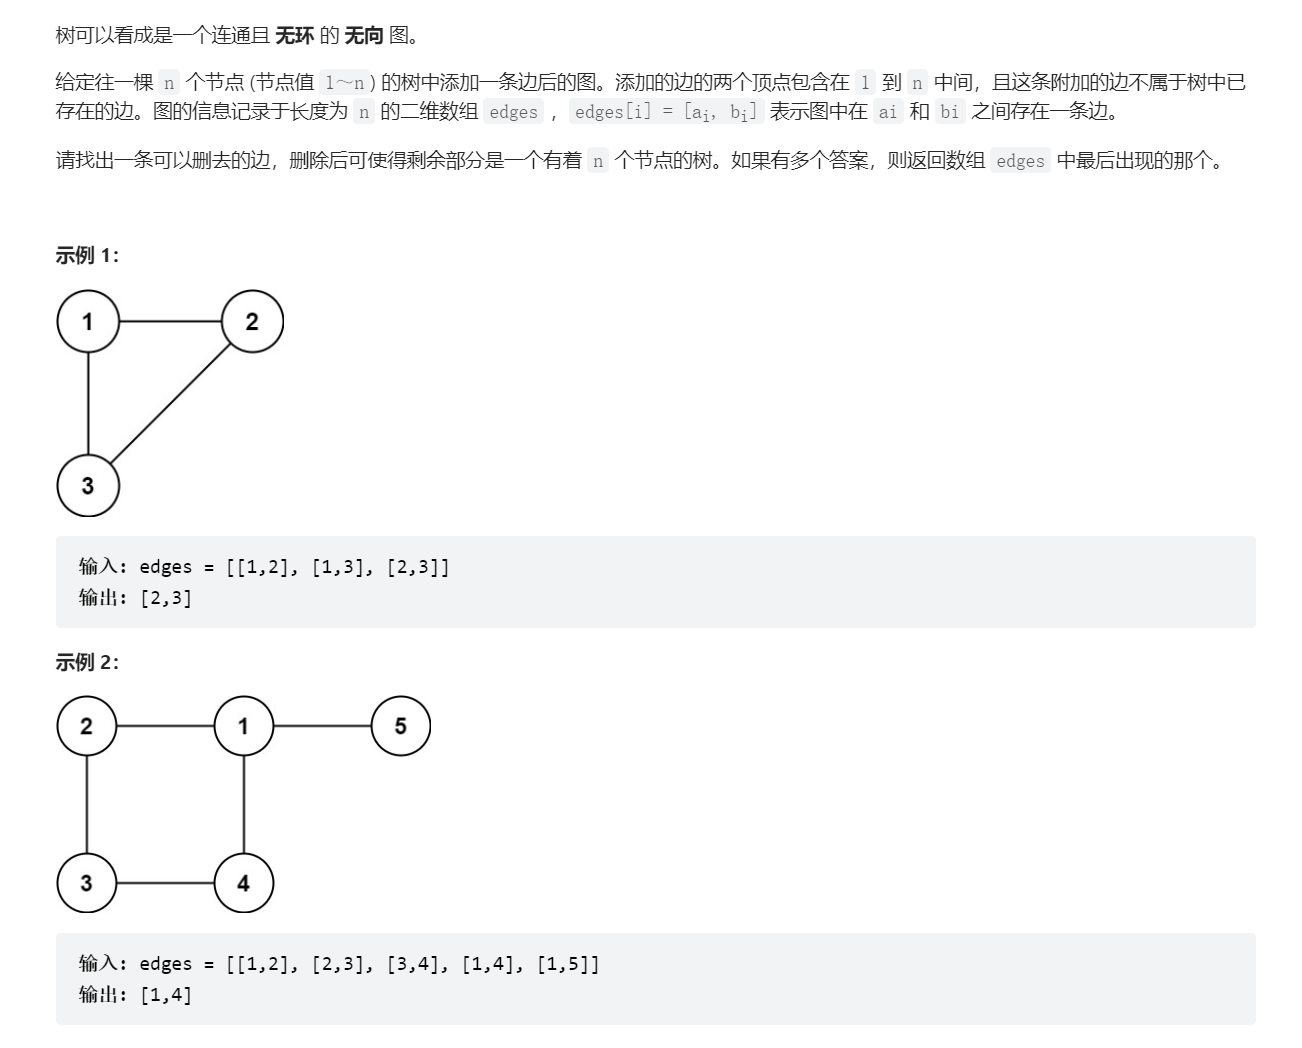 树可以看成是一个连通且 无环 的 无向 图。
给定往一棵 n 个节点 (节点值 1～n) 的树中添加一条边后的图。添加的边的两个顶点包含在 1 到 n 中间，且这条附加的边不属于树中已
存在的边。图的信息记录于长度为 n 的二维数组 edges ，edges[i] = [ai, bi] 表示图中在 ai 和 bi 之间存在一条边。
请找出一条可以删去的边，删除后可使得剩余部分是一个有着 n 个节点的树。如果有多个答案，则返回数组 edges 中最后出现的那个。
示例 1：
1 2
3
输入: edges = [[1,2], [1,3], [2,3]]
输出: [2,3]
示例 2：
2 1 5
3 4
输入: edges = [[1,2], [2,3], [3,4], [1,4], [1,5]]
输出: [1,4]